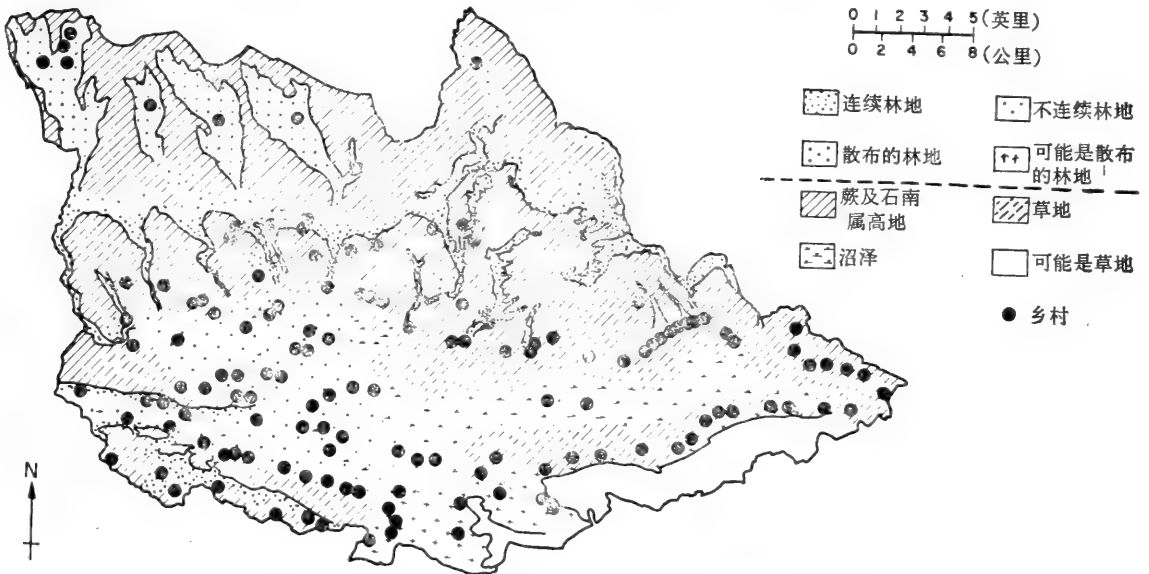 0 1 2 3 4 5(英里)
0 2 4 6 8(公里)
连续林地
不连续林地
散布的林地
可能是散布
的林地
蕨及石南
属高地
草地
沼泽
可能是草地
乡村
N